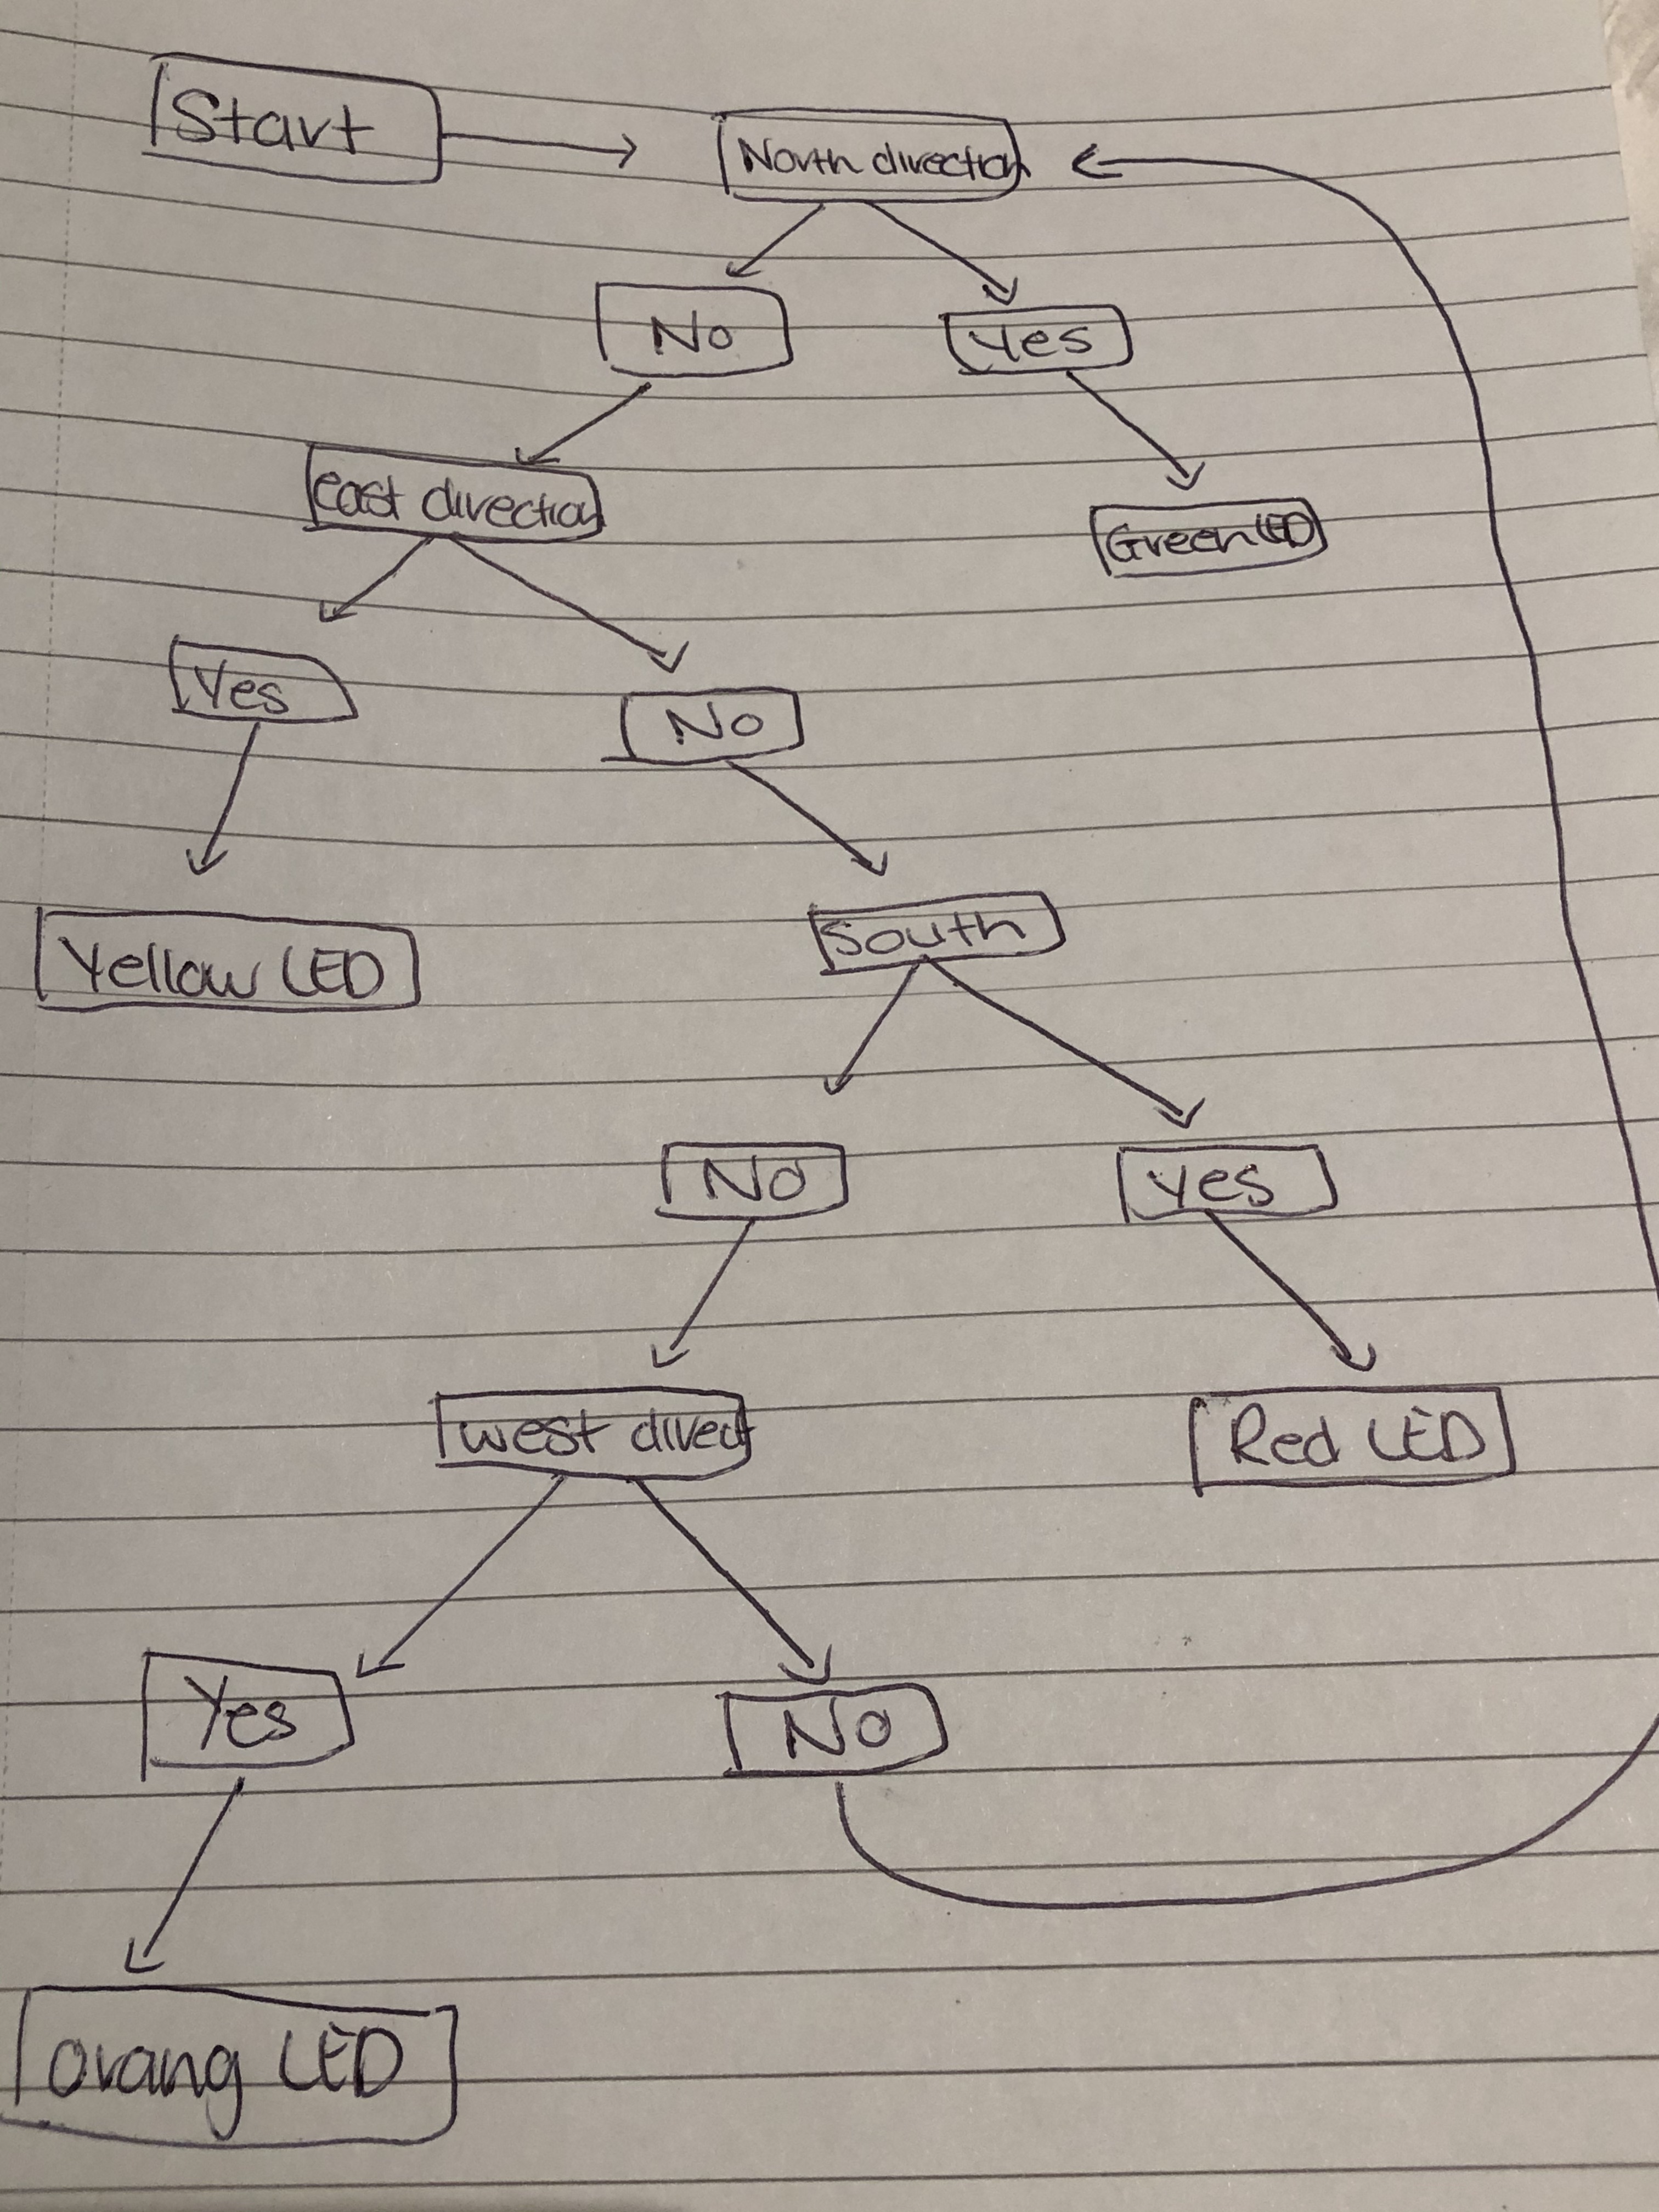 Start
North direction
No
Yes
east direction
Green LED
Yes
No
Yellow LED
South
No
Yes
west direct
Red LED
Yes
No
orang LED